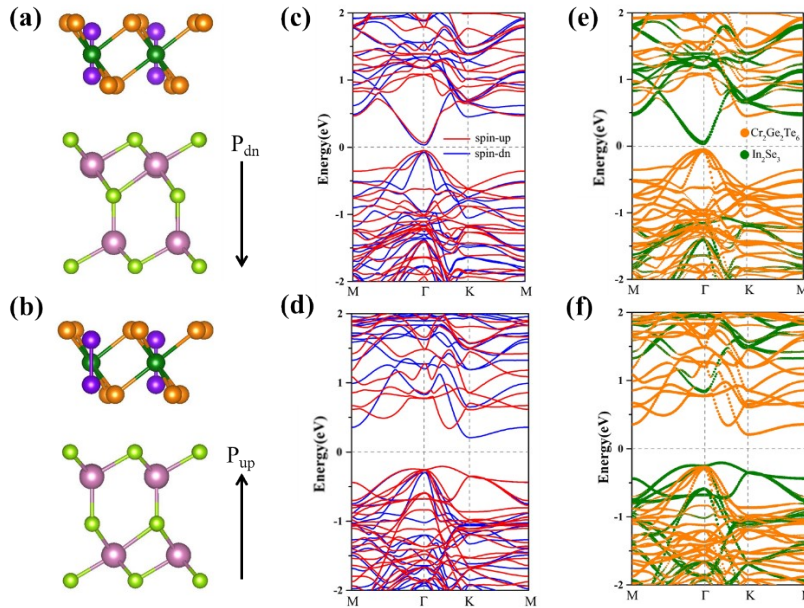 (a)
P_dn
(b)
P_up
(c)
Energy(eV)
2
1
0
-1
-2
spin-up
spin-dn
M Γ K M
(d)
Energy(eV)
2
1
0
-1
-2
M Γ K M
(e)
Energy(eV)
2
1
0
-1
-2
Cr₂Ge₂Te₆
In₂Se₃
M Γ K M
(f)
Energy(eV)
2
1
0
-1
-2
M Γ K M